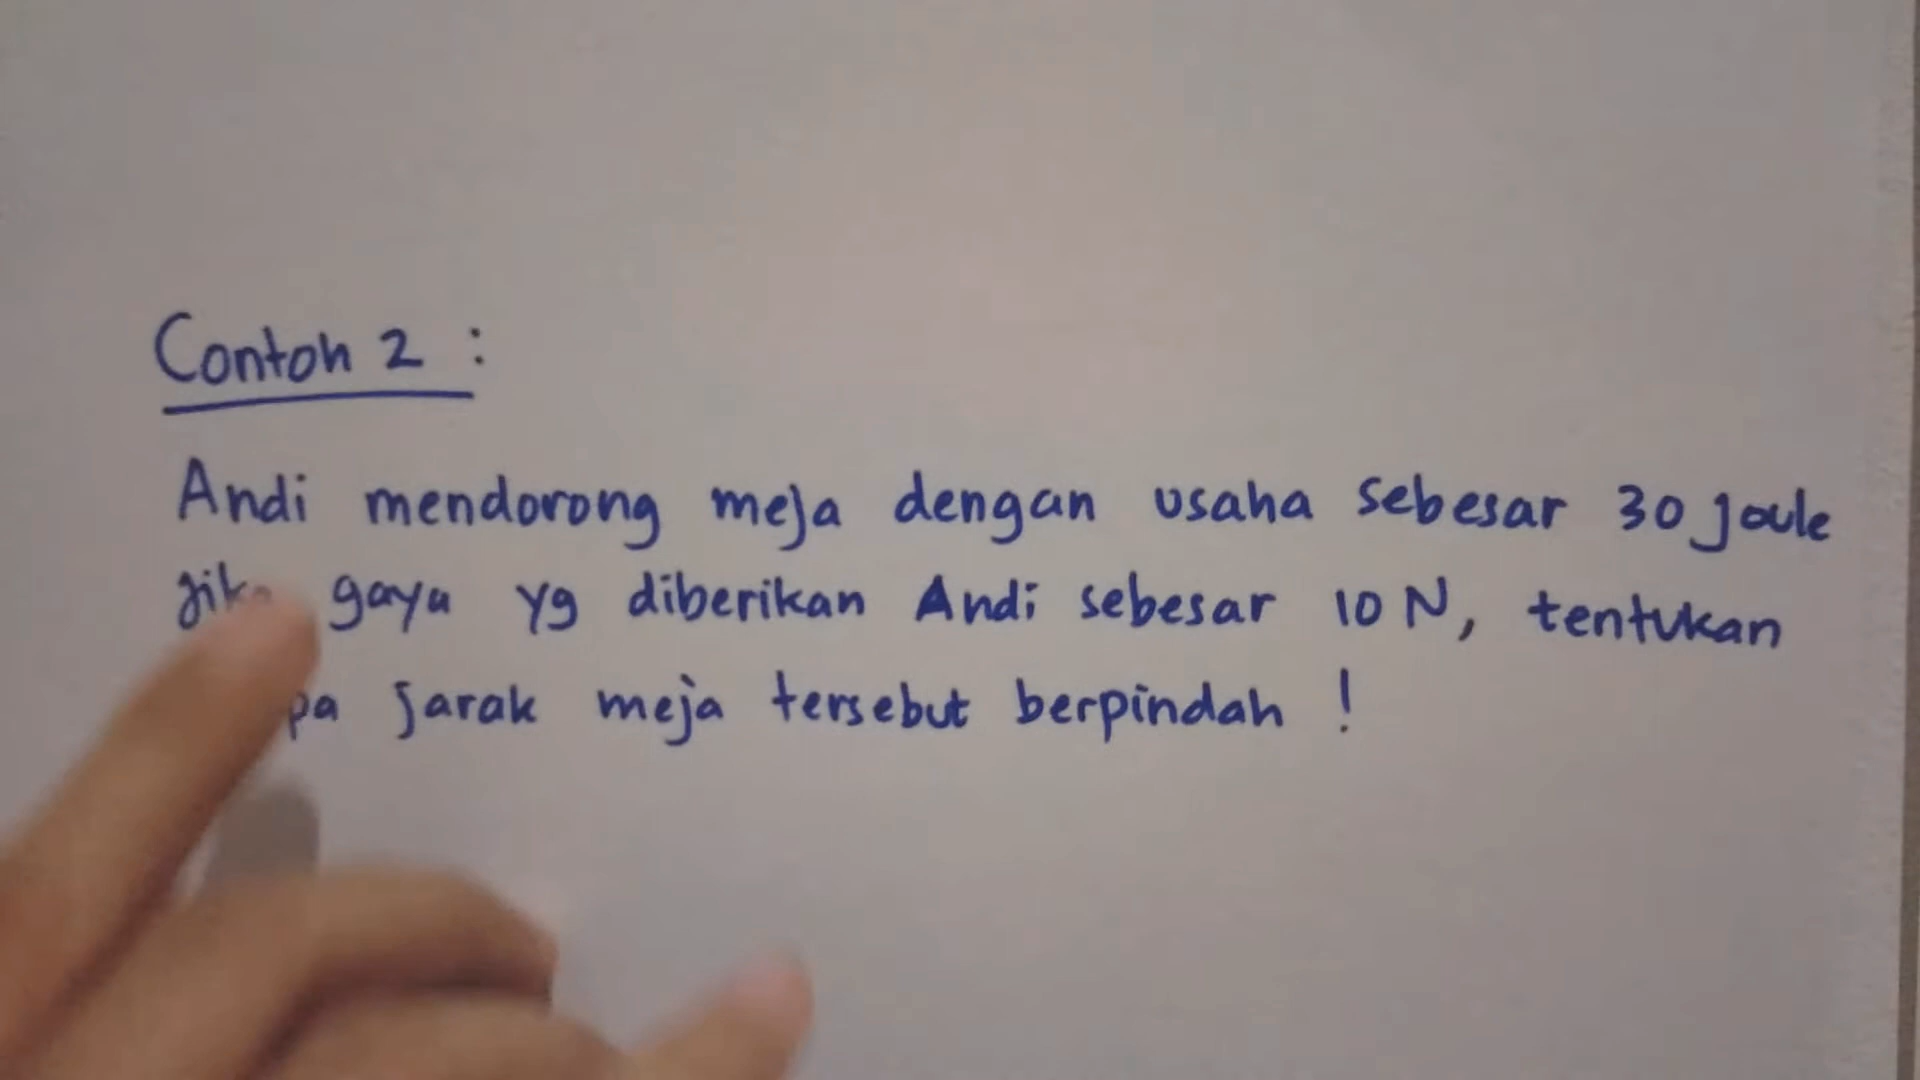 Contoh 2 :
Andi mendorong meja dengan usaha sebesar 30 joule
gaya yg diberikan Andi sebesar 10 N, tentukan
jarak meja tersebut berpindah !